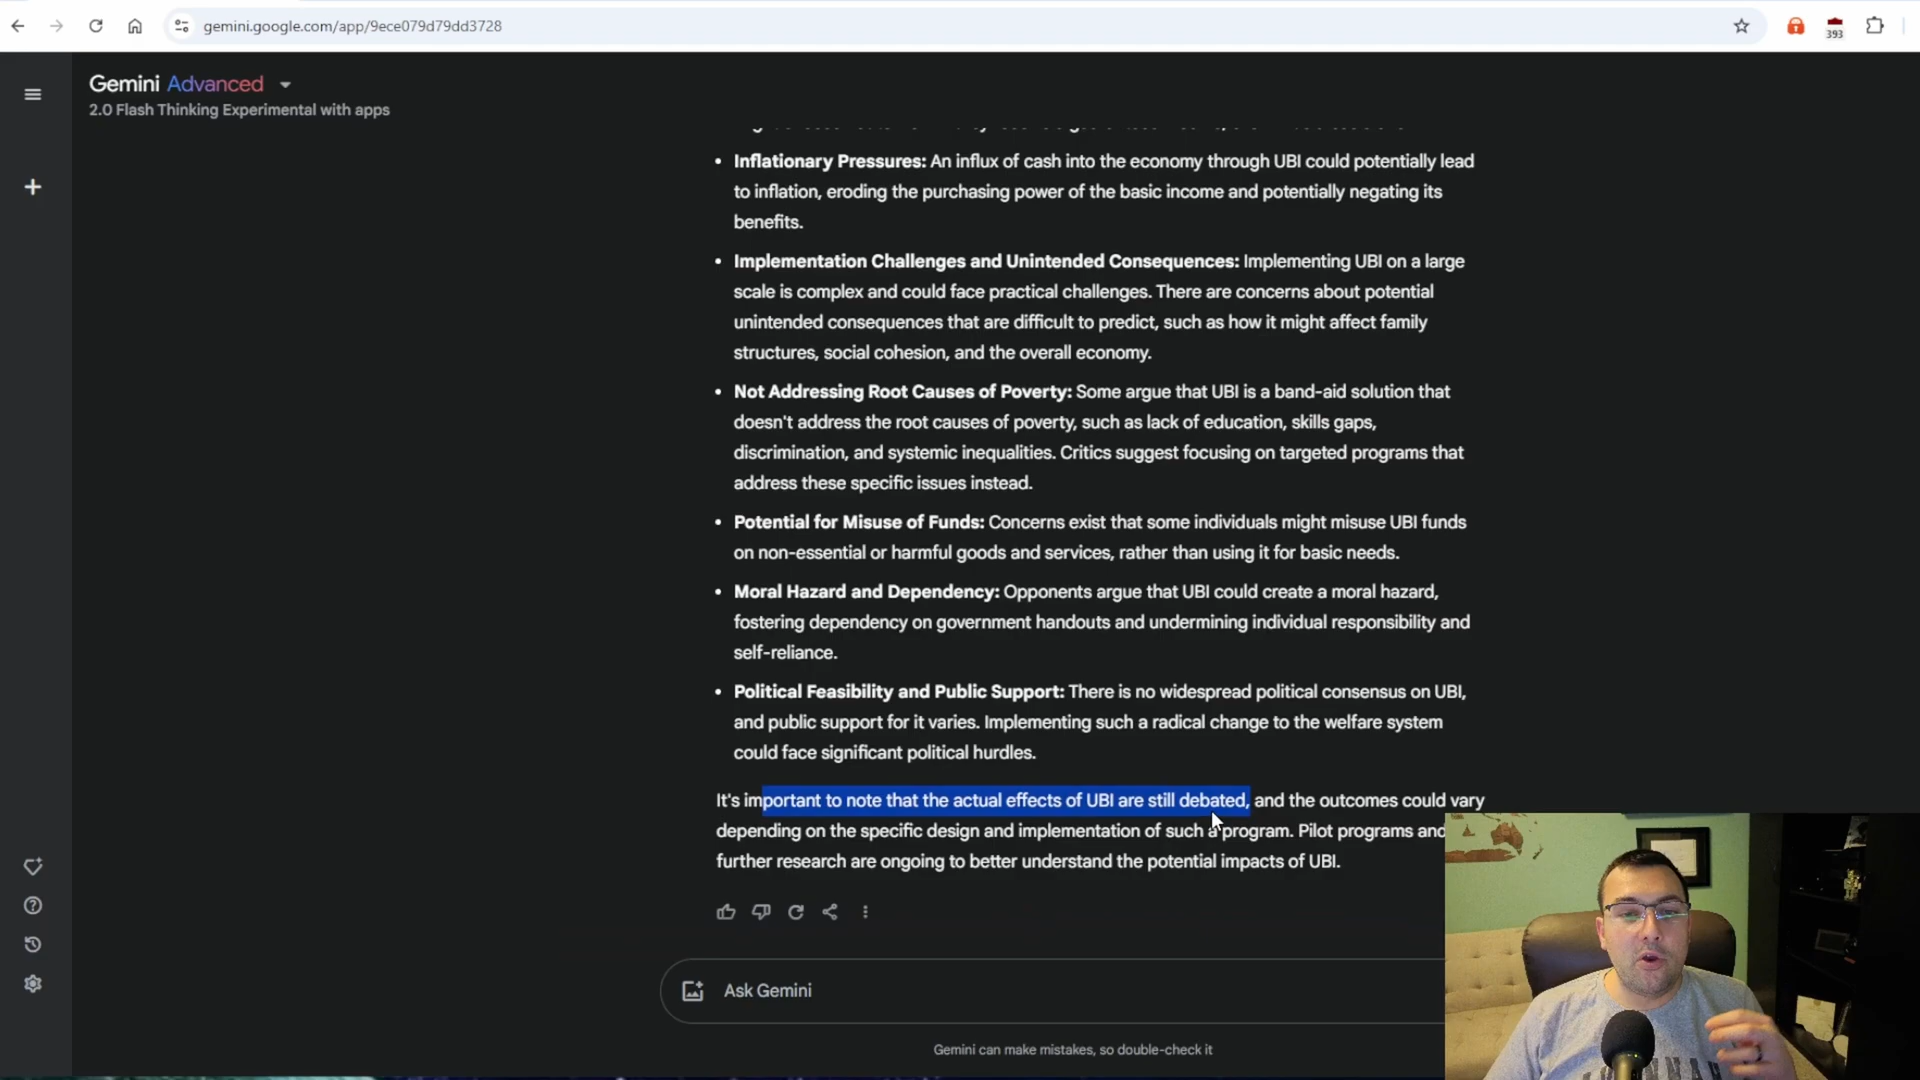 gemini.google.com/app/9ece079d79dd3728
393
Gemini Advanced
2.0 Flash Thinking Experimental with apps
• Inflationary Pressures: An influx of cash into the economy through UBI could potentially lead
to inflation, eroding the purchasing power of the basic income and potentially negating its
benefits.
• Implementation Challenges and Unintended Consequences: Implementing UBI on a large
scale is complex and could face practical challenges. There are concerns about potential
unintended consequences that are difficult to predict, such as how it might affect family
structures, social cohesion, and the overall economy.
• Not Addressing Root Causes of Poverty: Some argue that UBI is a band-aid solution that
doesn't address the root causes of poverty, such as lack of education, skills gaps,
discrimination, and systemic inequalities. Critics suggest focusing on targeted programs that
address these specific issues instead.
• Potential for Misuse of Funds: Concerns exist that some individuals might misuse UBI funds
on non-essential or harmful goods and services, rather than using it for basic needs.
• Moral Hazard and Dependency: Opponents argue that UBI could create a moral hazard,
fostering dependency on government handouts and undermining individual responsibility and
self-reliance.
• Political Feasibility and Public Support: There is no widespread political consensus on UBI,
and public support for it varies. Implementing such a radical change to the welfare system
could face significant political hurdles.
It's important to note that the actual effects of UBI are still debated, and the outcomes could vary
depending on the specific design and implementation of such a program. Pilot programs and
further research are ongoing to better understand the potential impacts of UBI.
Ask Gemini
Gemini can make mistakes, so double-check it